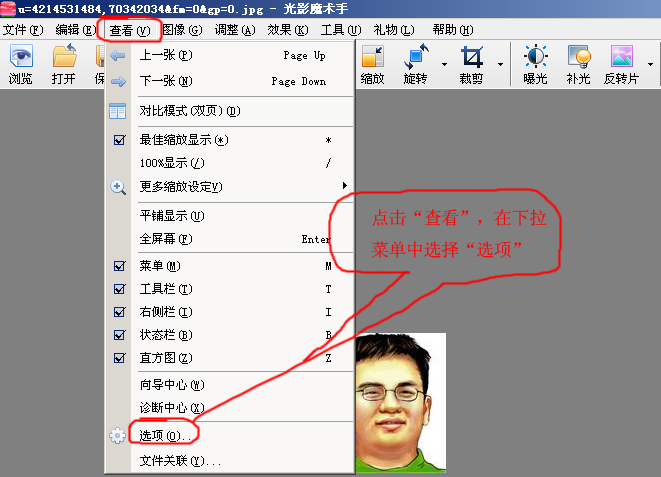 u=4214531484,70342034&fm=0&gp=0.jpg - 光影魔术手
文件(F) 编辑(E) 查看(V) 图像(G) 调整(A) 效果(K) 工具(U) 礼物(L) 帮助(H)
浏览 打开 缩放 旋转 裁剪 曝光 补光 反转片
上一张(P) Page Up
下一张(N) Page Down
对比模式(双页)(D)
最佳缩放显示(*) *
100%显示(/) /
更多缩放设定V)
平铺显示(U)
全屏幕(F) Enter
菜单(M) M
工具栏(T) T
右侧栏(I) I
状态栏(B) B
直方图(Z) Z
向导中心(W)
诊断中心(X)
选项(O)..
文件关联(Y)...
点击“查看”，在下拉
菜单中选择“选项”